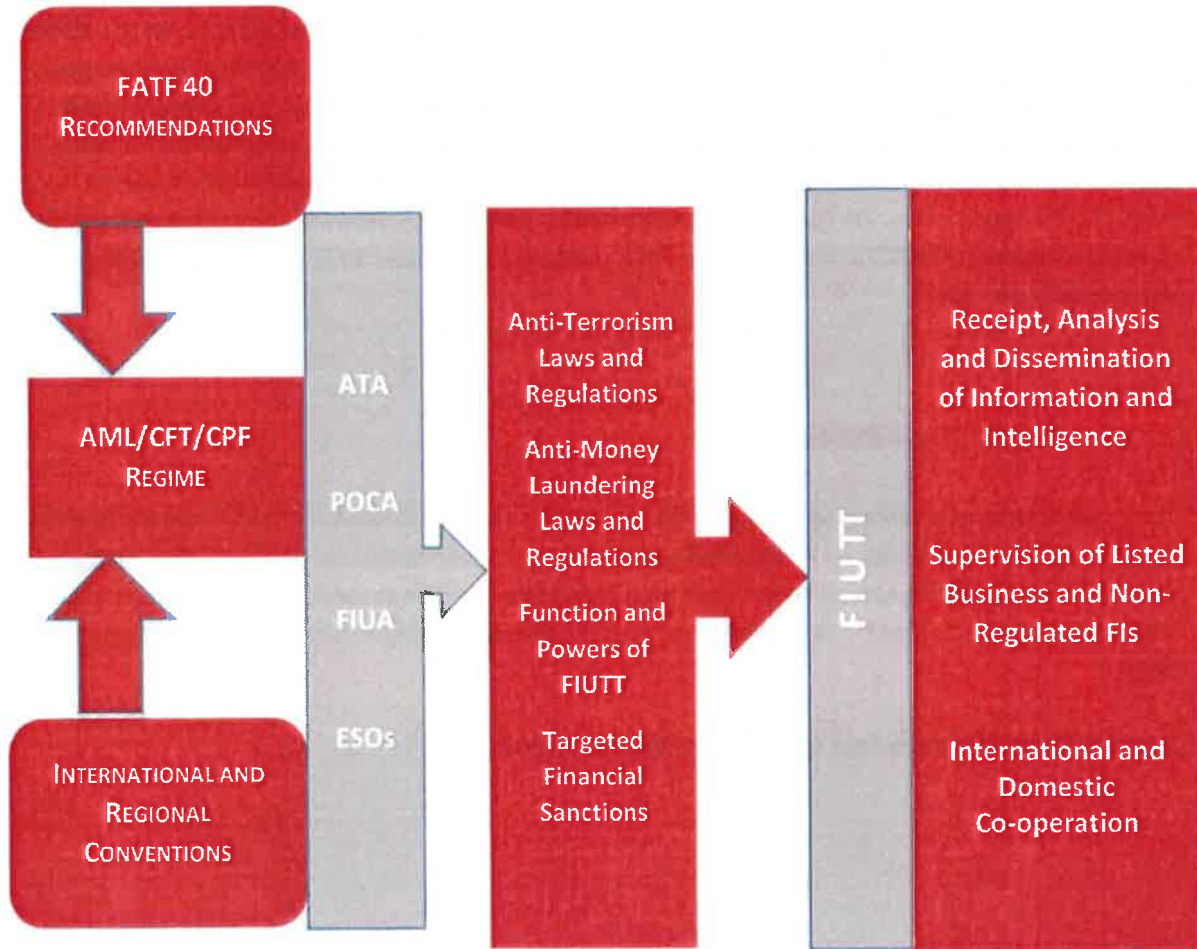 FATF 40
RECOMMENDATIONS
AML/CFT/CPF
REGIME
INTERNATIONAL AND
REGIONAL
CONVENTIONS
ATA
POCA
FIUA
ESOs
Anti-Terrorism
Laws and
Regulations
Anti-Money
Laundering
Laws and
Regulations
Function and
Powers of
FIUTT
Targeted
Financial
Sanctions
FIUTT
Receipt, Analysis
and Dissemination
of Information and
Intelligence
Supervision of Listed
Business and Non-
Regulated FIs
International and
Domestic
Co-operation